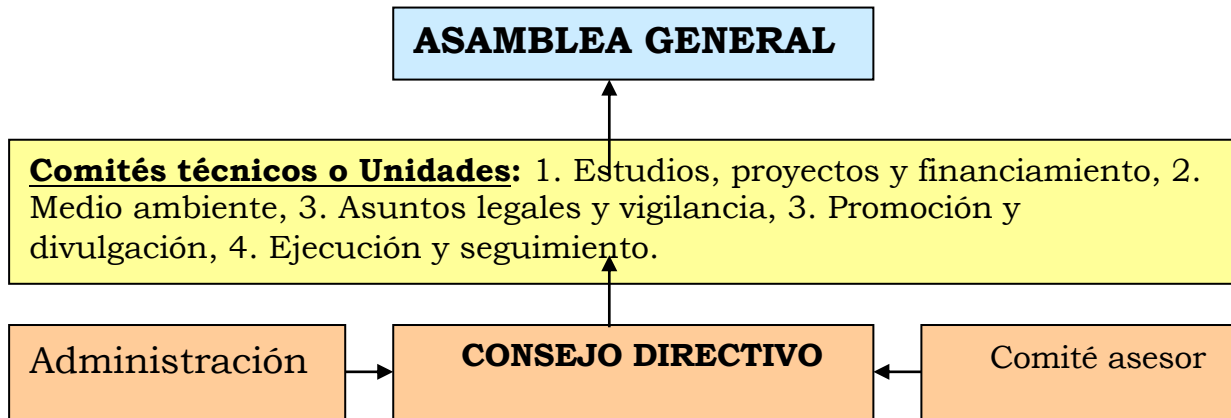 ASAMBLEA GENERAL
Comités técnicos o Unidades: 1. Estudios, proyectos y financiamiento, 2.
Medio ambiente, 3. Asuntos legales y vigilancia, 3. Promoción y
divulgación, 4. Ejecución y seguimiento.
Administración
CONSEJO DIRECTIVO
Comité asesor